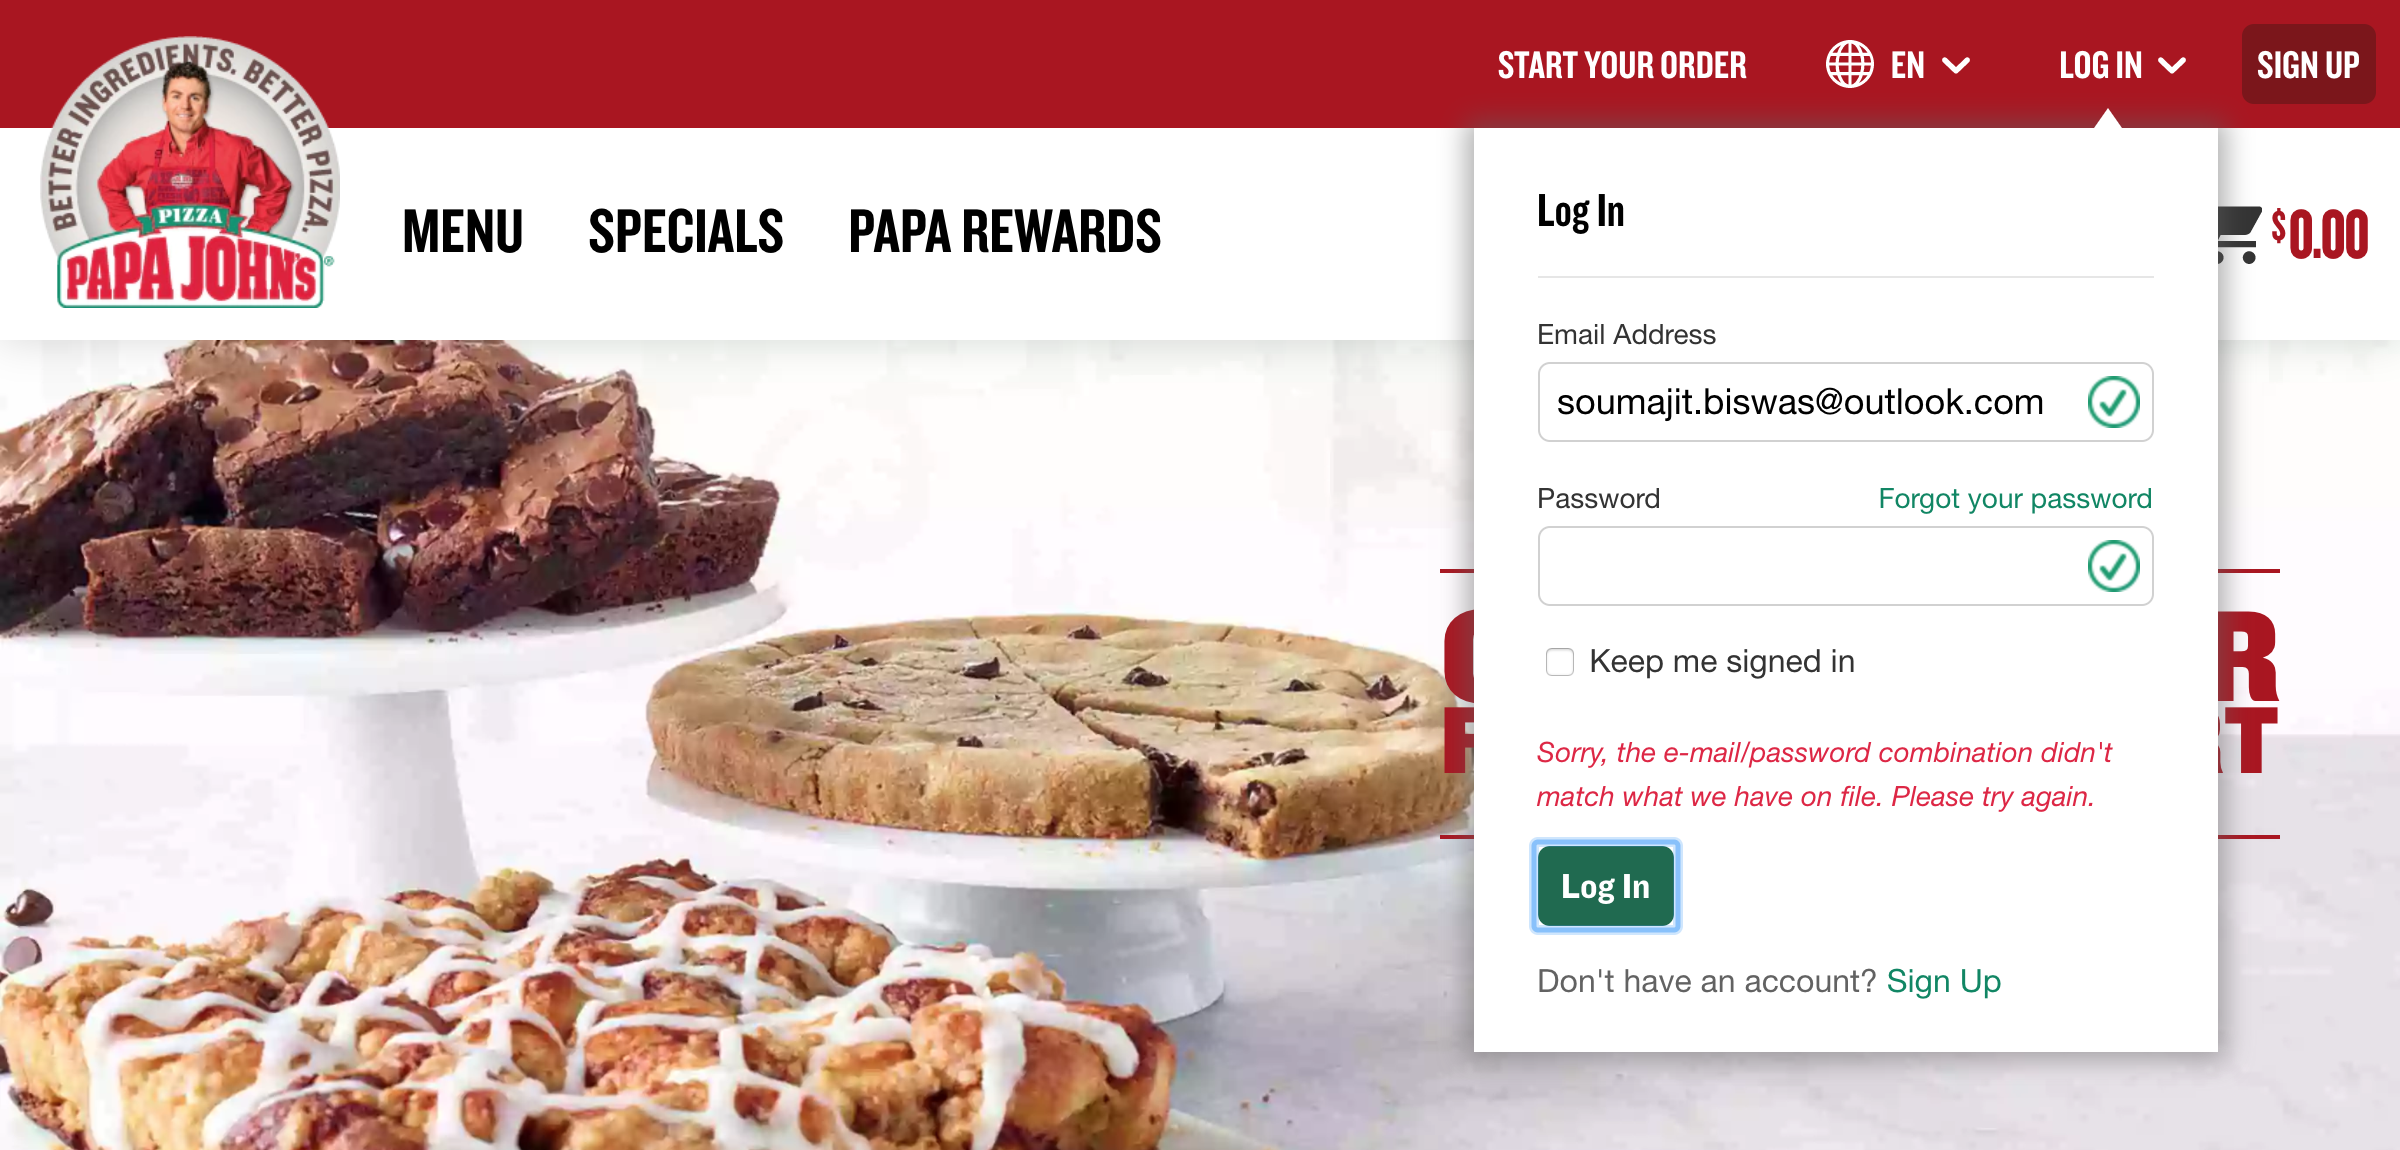 BETTER INGREDIENTS. BETTER PIZZA.
PIZZA
PAPA JOHN'S®
START YOUR ORDER
EN
LOG IN
SIGN UP
MENU
SPECIALS
PAPA REWARDS
$0.00
Log In
Email Address
soumajit.biswas@outlook.com
Password
Forgot your password
Keep me signed in
Sorry, the e-mail/password combination didn't
match what we have on file. Please try again.
Log In
Don't have an account? Sign Up